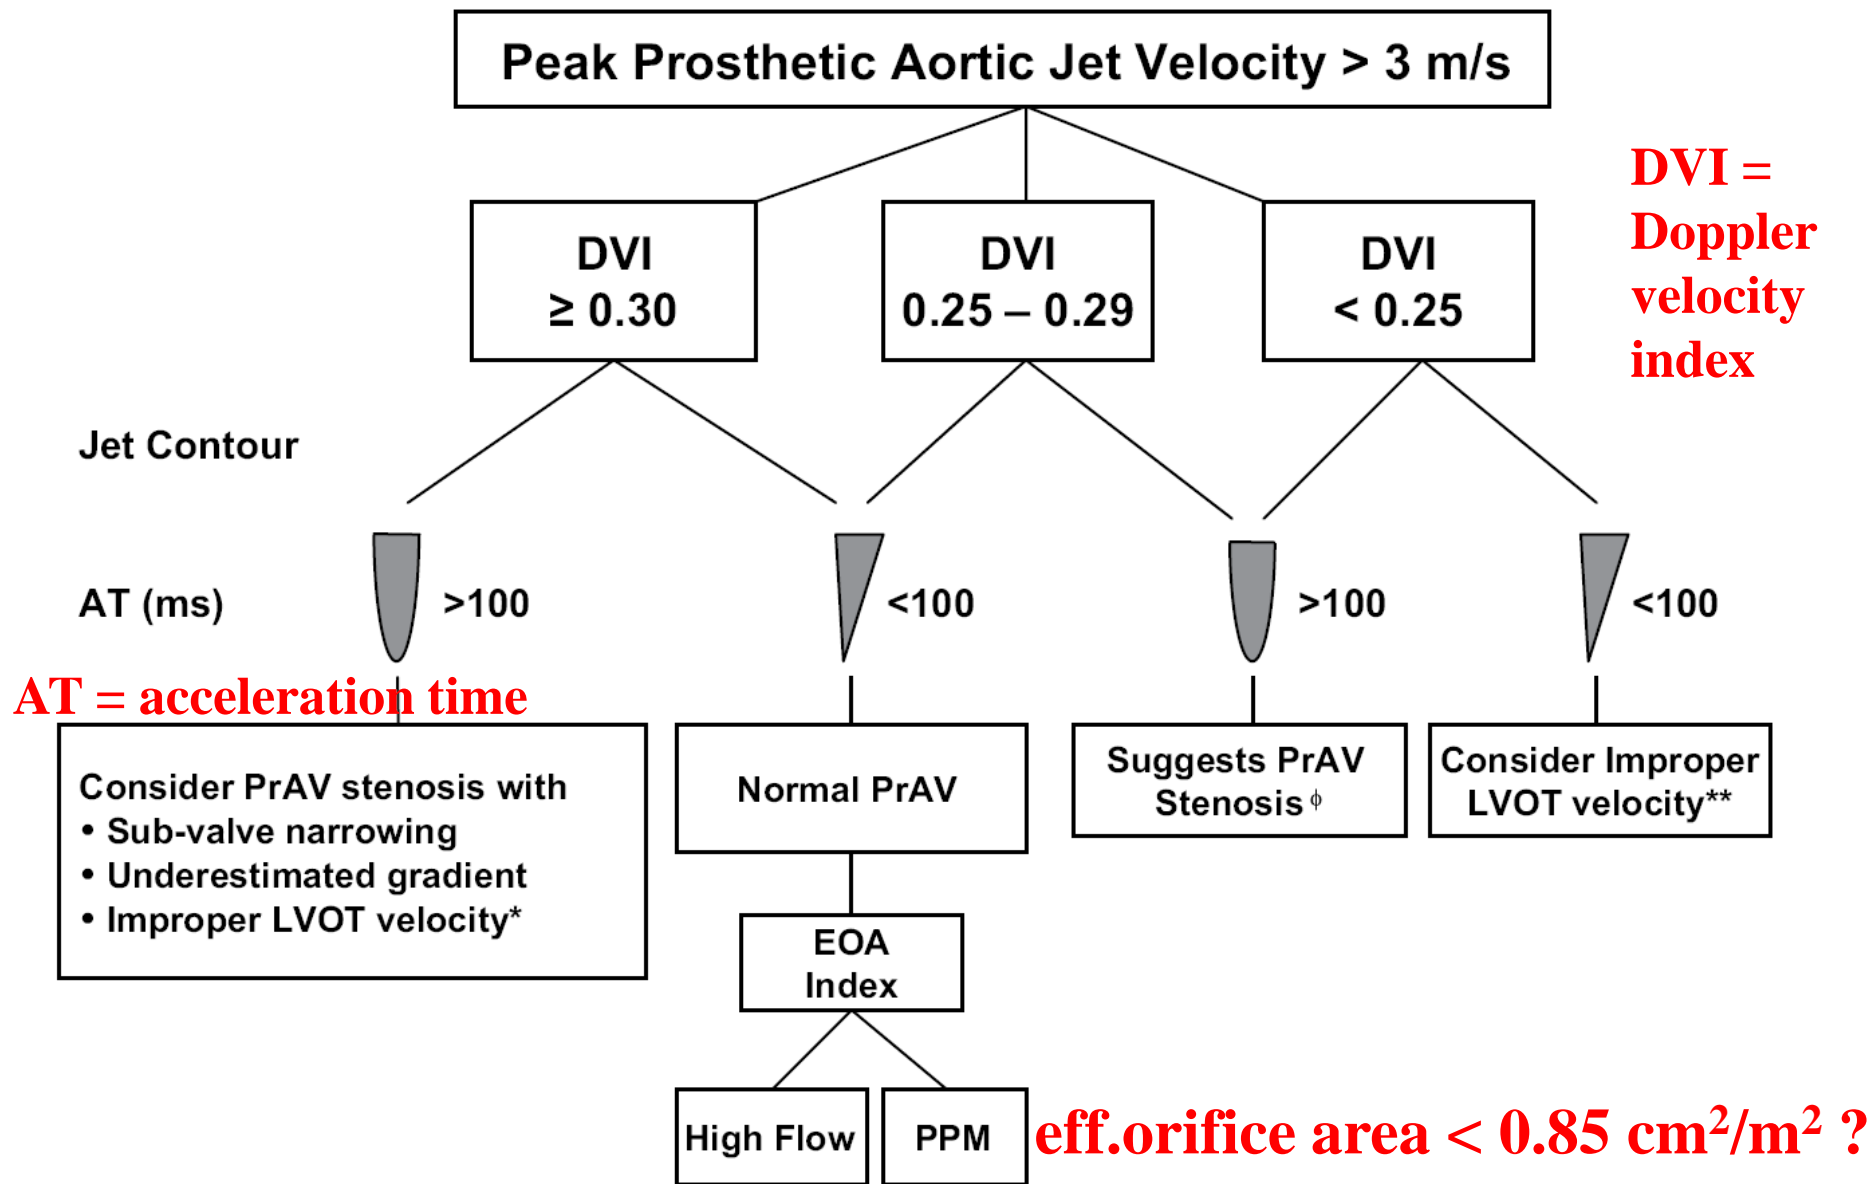 Peak Prosthetic Aortic Jet Velocity > 3 m/s
DVI =
Doppler
velocity
index
DVI
≥ 0.30
DVI
0.25 – 0.29
DVI
< 0.25
Jet Contour
AT (ms)
>100
<100
>100
<100
AT = acceleration time
Consider PrAV stenosis with
• Sub-valve narrowing
• Underestimated gradient
• Improper LVOT velocity*
Normal PrAV
Suggests PrAV
Stenosis ϕ
Consider Improper
LVOT velocity**
EOA
Index
High Flow
PPM
eff.orifice area < 0.85 cm²/m² ?